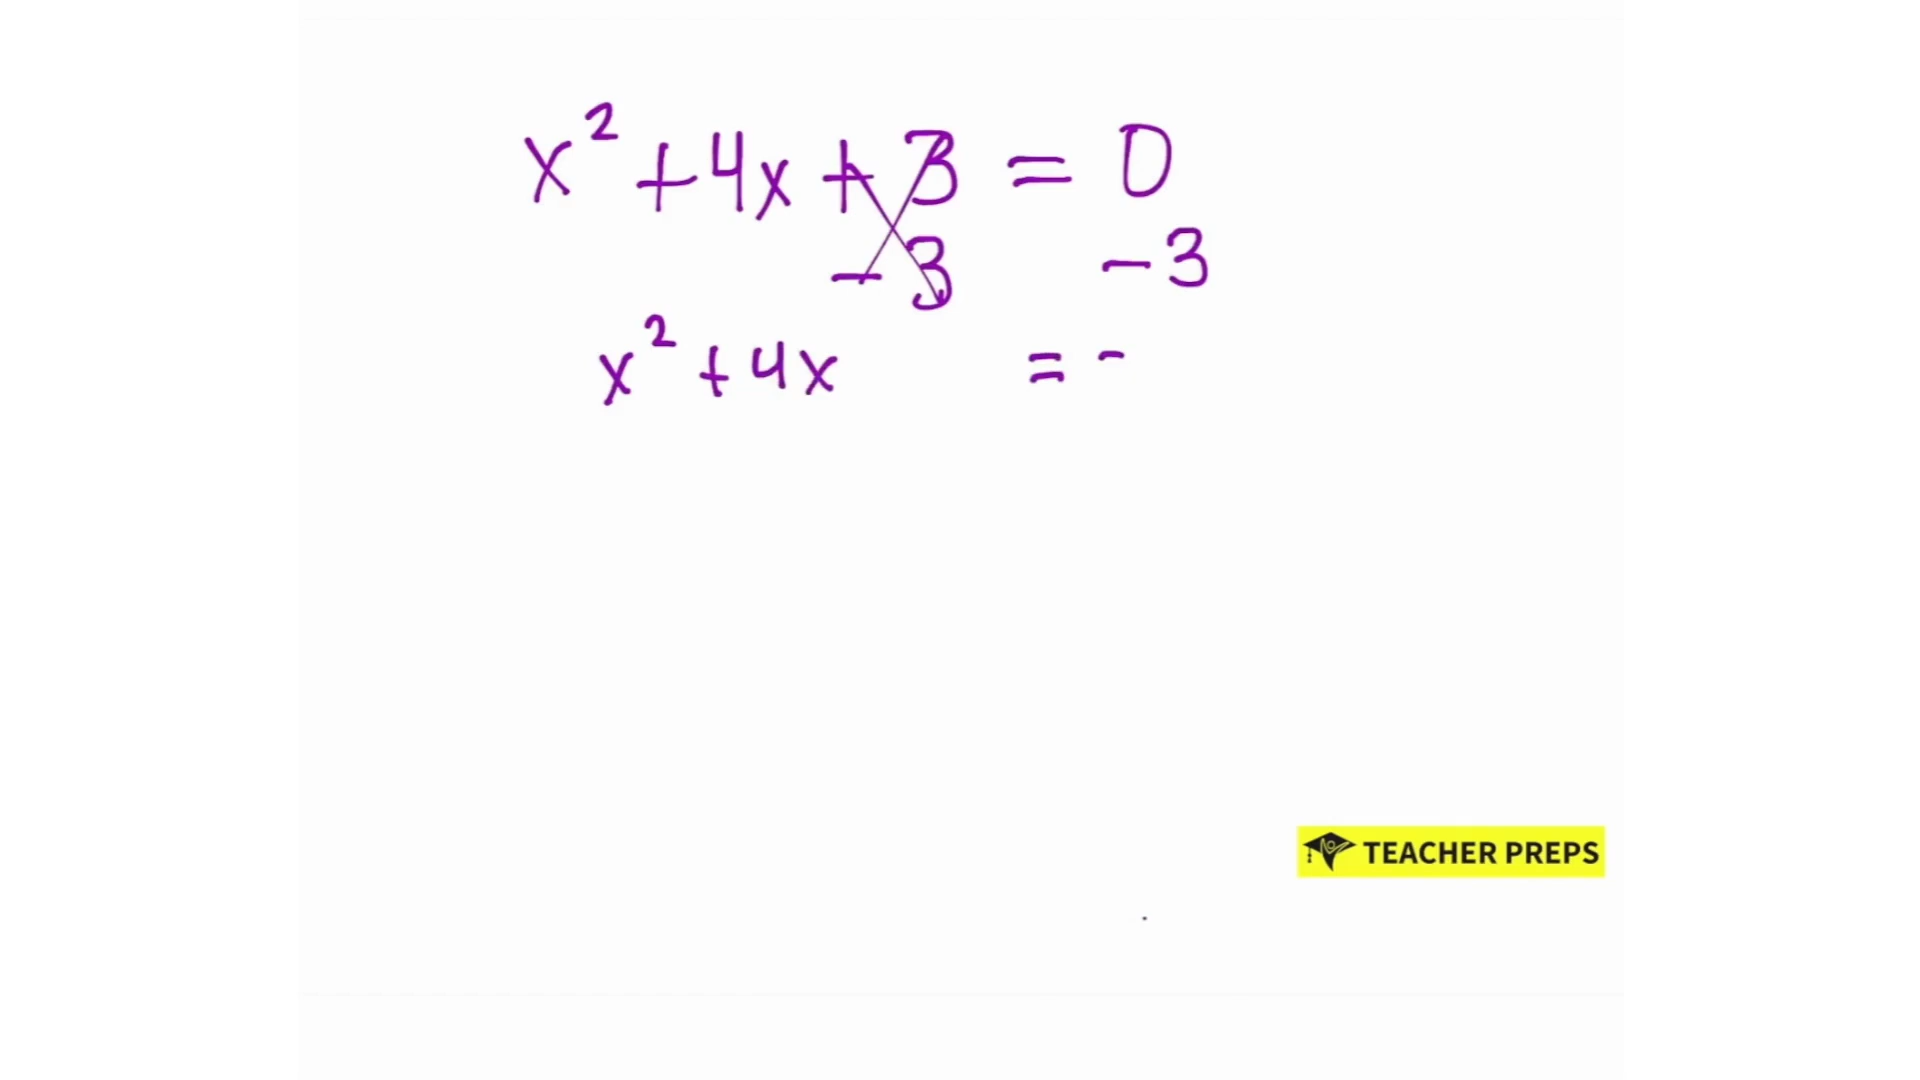 x² + 4x + 3 = 0
- 3 - 3
x² + 4x = -
TEACHER PREPS